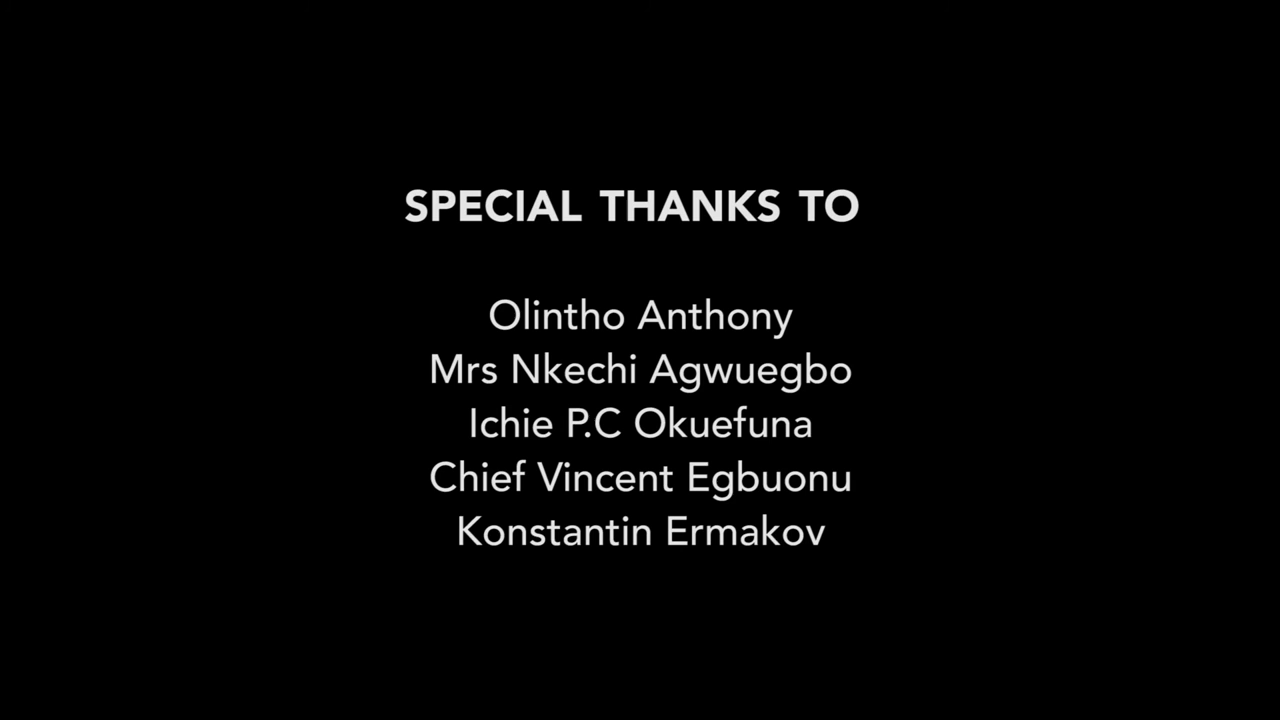 SPECIAL THANKS TO
Olintho Anthony
Mrs Nkechi Agwuegbo
Ichie P.C Okuefuna
Chief Vincent Egbuonu
Konstantin Ermakov